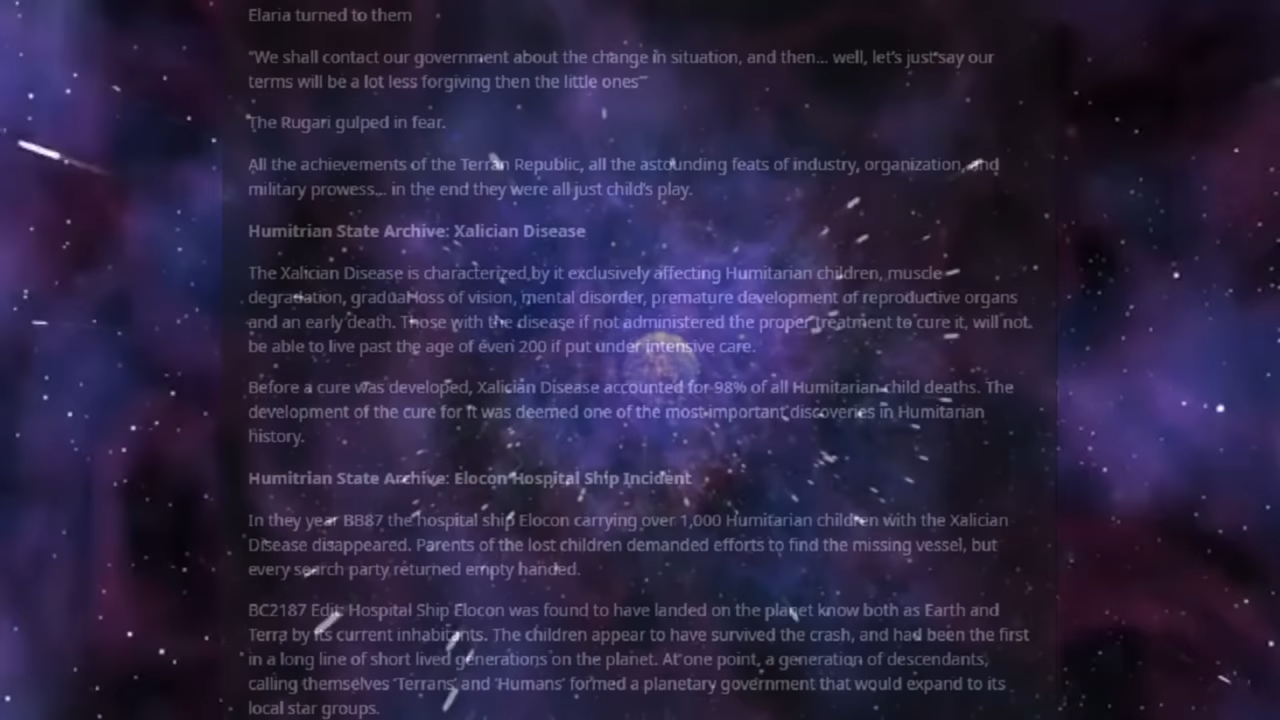 Elaria turned to them
“We shall contact our government about the change in situation, and then... well, let’s just say our
terms will be a lot less forgiving then the little ones’”
The Rugari gulped in fear.
All the achievements of the Terran Republic, all the astounding feats of industry, organization, and
military prowess... in the end they were all just child’s play.
Humitrian State Archive: Xalician Disease
The Xalician Disease is characterized by it exclusively affecting Humitarian children, muscle
degradation, gradual loss of vision, mental disorder, premature development of reproductive organs
and an early death. Those with the disease if not administered the proper treatment to cure it, will not
be able to live past the age of even 200 if put under intensive care.
Before a cure was developed, Xalician Disease accounted for 98% of all Humitarian child deaths. The
development of the cure for it was deemed one of the most important discoveries in Humitarian
history.
Humitrian State Archive: Elocon Hospital Ship Incident
In they year BB87 the hospital ship Elocon carrying over 1,000 Humitarian children with the Xalician
Disease disappeared. Parents of the lost children demanded efforts to find the missing vessel, but
every search party returned empty handed.
BC2187 Edit: Hospital Ship Elocon was found to have landed on the planet know both as Earth and
Terra by its current inhabitants. The children appear to have survived the crash, and had been the first
in a long line of short lived generations on the planet. At one point, a generation of descendants,
calling themselves ‘Terrans’ and ‘Humans’ formed a planetary government that would expand to its
local star groups.